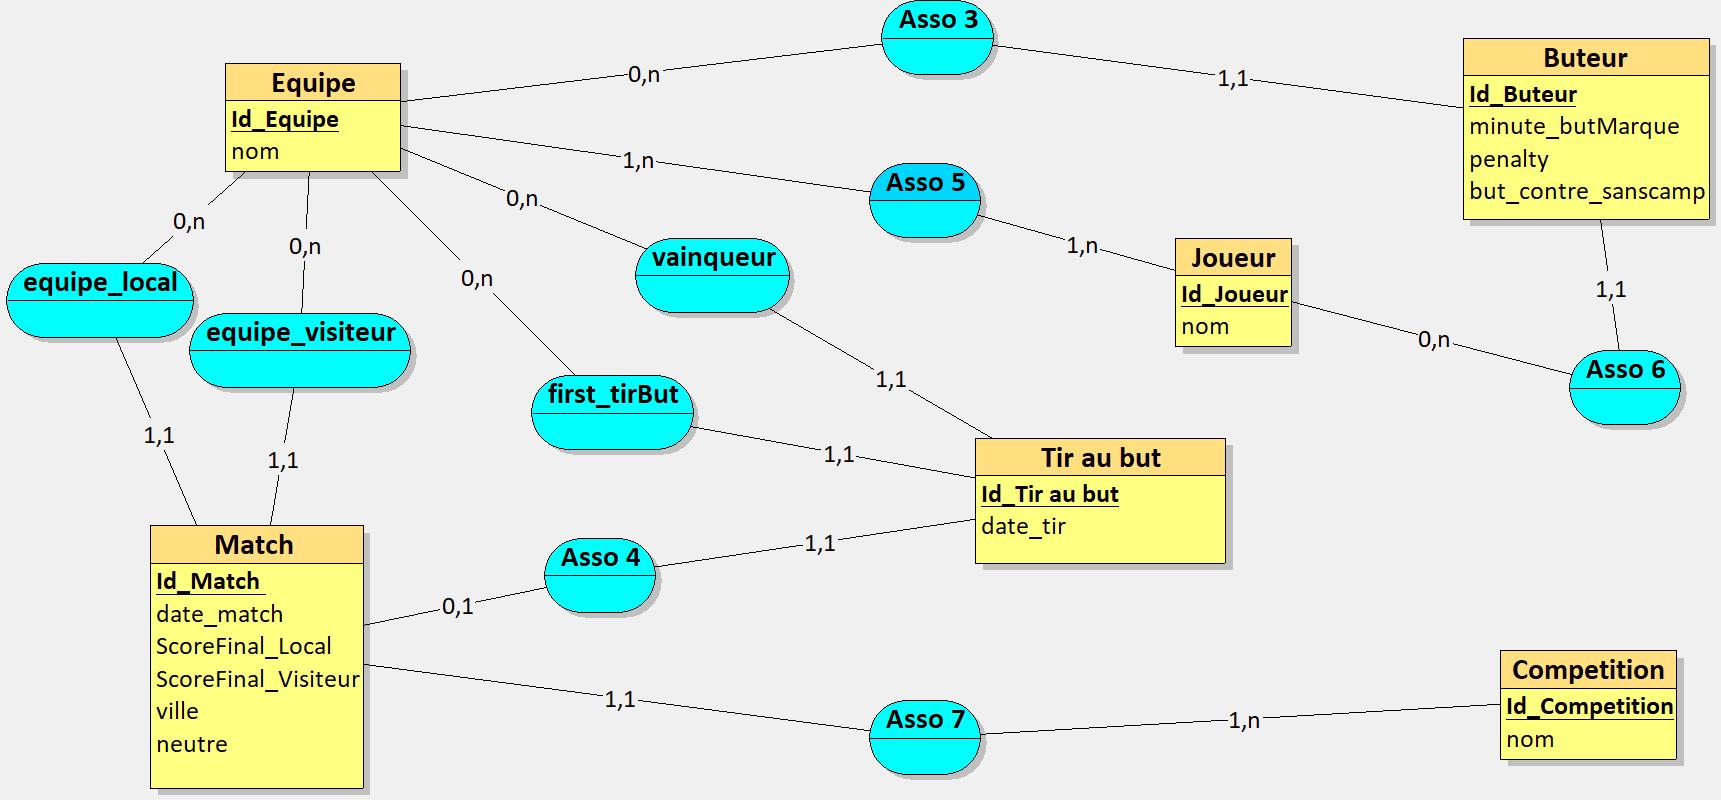 Asso 3
0,n
1,1
Equipe
Id_Equipe
nom
Buteur
Id_Buteur
minute_butMarque
penalty
but_contre_sanscamp
1,n
Asso 5
1,n
0,n
0,n
0,n
0,n
equipe_local
equipe_visiteur
vainqueur
Joueur
Id_Joueur
nom
0,n
1,1
Asso 6
first_tirBut
1,1
1,1
1,1
1,1
Tir au but
Id_Tir au but
date_tir
Match
Id_Match
date_match
ScoreFinal_Local
ScoreFinal_Visiteur
ville
neutre
Asso 4
0,1
1,1
1,1
Asso 7
1,n
Competition
Id_Competition
nom